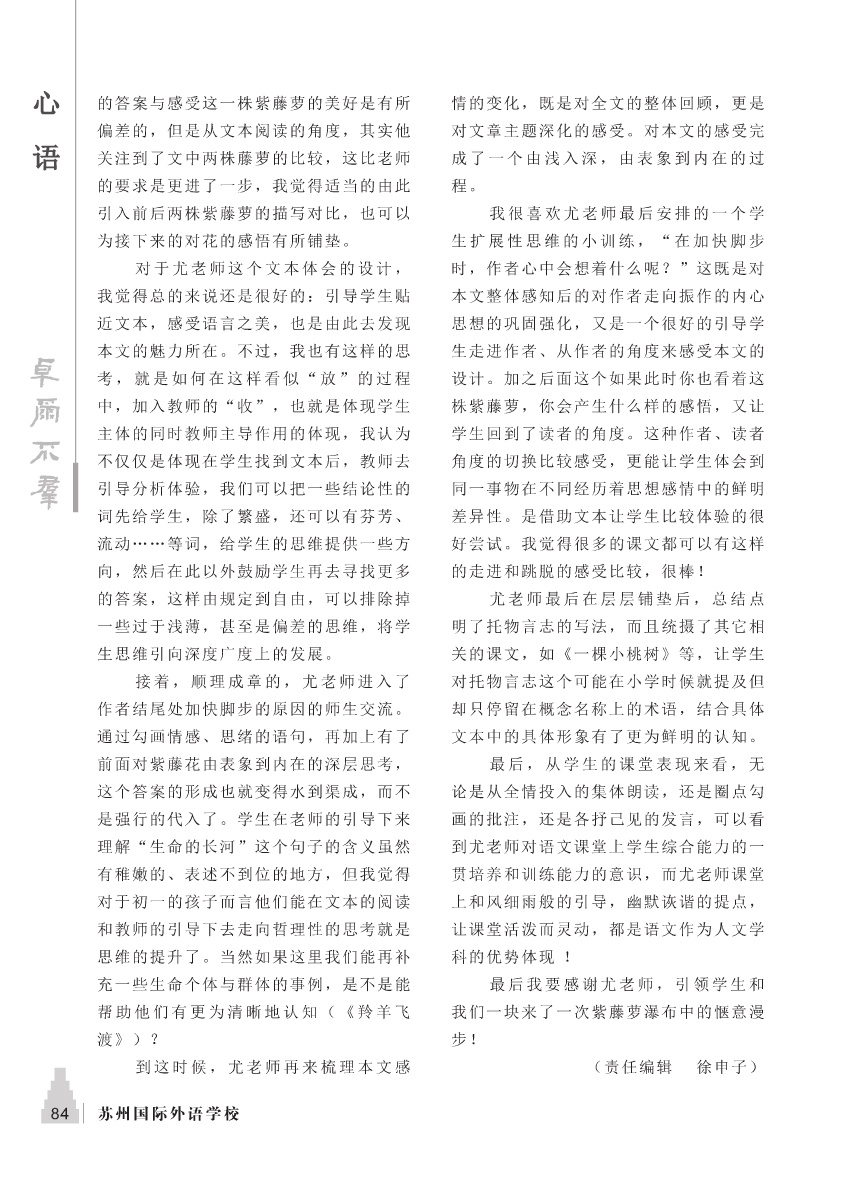 心
语
卓
尔
不
群
的答案与感受这一株紫藤萝的美好是有所
偏差的，但是从文本阅读的角度，其实他
关注到了文中两株藤萝的比较，这比老师
的要求是更进了一步，我觉得适当的由此
引入前后两株紫藤萝的描写对比，也可以
为接下来的对花的感悟有所铺垫。
对于尤老师这个文本体会的设计，
我觉得总的来说还是很好的：引导学生贴
近文本，感受语言之美，也是由此去发现
本文的魅力所在。不过，我也有这样的思
考，就是如何在这样看似“放”的过程
中，加入教师的“收”，也就是体现学生
主体的同时教师主导作用的体现，我认为
不仅仅是体现在学生找到文本后，教师去
引导分析体验，我们可以把一些结论性的
词先给学生，除了繁盛，还可以有芬芳、
流动……等词，给学生的思维提供一些方
向，然后在此以外鼓励学生再去寻找更多
的答案，这样由规定到自由，可以排除掉
一些过于浅薄，甚至是偏差的思维，将学
生思维引向深度广度上的发展。
接着，顺理成章的，尤老师进入了
作者结尾处加快脚步的原因的师生交流。
通过勾画情感、思绪的语句，再加上有了
前面对紫藤花由表象到内在的深层思考，
这个答案的形成也就变得水到渠成，而不
是强行的代入了。学生在老师的引导下来
理解“生命的长河”这个句子的含义虽然
有稚嫩的、表述不到位的地方，但我觉得
对于初一的孩子而言他们能在文本的阅读
和教师的引导下去走向哲理性的思考就是
思维的提升了。当然如果这里我们能再补
充一些生命个体与群体的事例，是不是能
帮助他们有更为清晰地认知（《羚羊飞
渡》）？
到这时候，尤老师再来梳理本文感
情的变化，既是对全文的整体回顾，更是
对文章主题深化的感受。对本文的感受完
成了一个由浅入深，由表象到内在的过
程。
我很喜欢尤老师最后安排的一个学
生扩展性思维的小训练，“在加快脚步
时，作者心中会想着什么呢？”这既是对
本文整体感知后的对作者走向振作的内心
思想的巩固强化，又是一个很好的引导学
生走进作者、从作者的角度来感受本文的
设计。加之后面这个如果此时你也看着这
株紫藤萝，你会产生什么样的感悟，又让
学生回到了读者的角度。这种作者、读者
角度的切换比较感受，更能让学生体会到
同一事物在不同经历着思想感情中的鲜明
差异性。是借助文本让学生比较体验的很
好尝试。我觉得很多的课文都可以有这样
的走进和跳脱的感受比较，很棒！
尤老师最后在层层铺垫后，总结点
明了托物言志的写法，而且统摄了其它相
关的课文，如《一棵小桃树》等，让学生
对托物言志这个可能在小学时候就提及但
却只停留在概念名称上的术语，结合具体
文本中的具体形象有了更为鲜明的认知。
最后，从学生的课堂表现来看，无
论是从全情投入的集体朗读，还是圈点勾
画的批注，还是各抒己见的发言，可以看
到尤老师对语文课堂上学生综合能力的一
贯培养和训练能力的意识，而尤老师课堂
上和风细雨般的引导，幽默诙谐的提点，
让课堂活泼而灵动，都是语文作为人文学
科的优势体现 ！
最后我要感谢尤老师，引领学生和
我们一块来了一次紫藤萝瀑布中的惬意漫
步！
（责任编辑 徐申子）
84 苏州国际外语学校